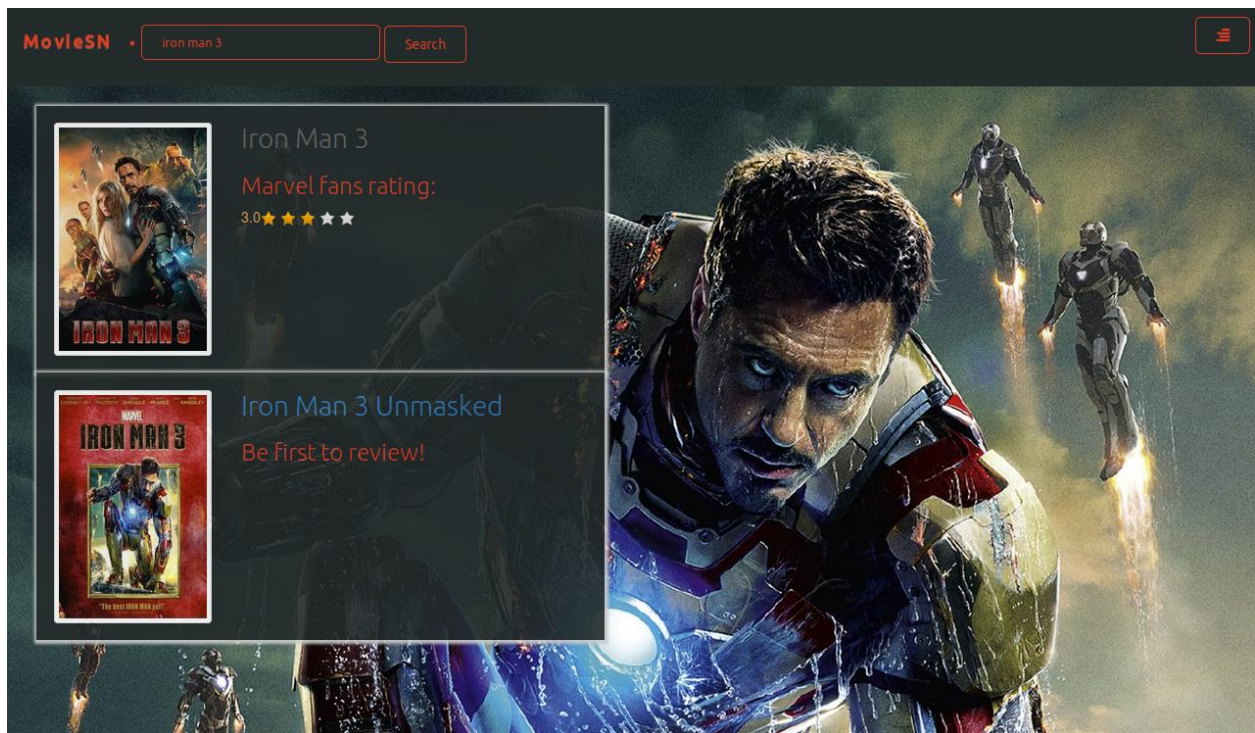 MovieSN • iron man 3 Search
Iron Man 3
Marvel fans rating:
3.0
IRON MAN 3
Iron Man 3 Unmasked
Be first to review!
MARVEL
IRON MAN 3
"The best IRON MAN yet!"